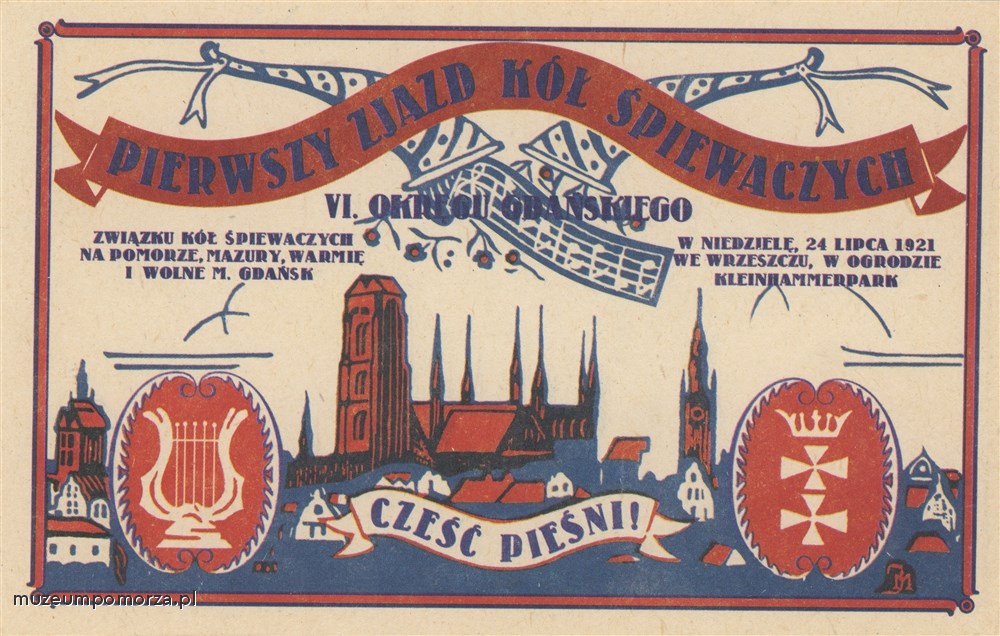 PIERWSZY ZJAZD KÓŁ ŚPIEWACZYCH
VI. OKRĘGU GDAŃSKIEGO
ZWIĄZKU KÓŁ ŚPIEWACZYCH
NA POMORZE, MAZURY, WARMIĘ
I WOLNE M. GDAŃSK
W NIEDZIELĘ, 24 LIPCA 1921
WE WRZESZCZU, W OGRODZIE
KLEINHAMMERPARK
CZEŚĆ PIEŚNI!
muzeumpomorza.pl